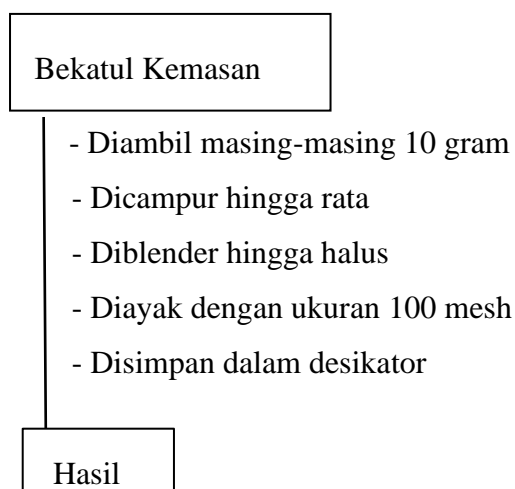 Bekatul Kemasan
- Diambil masing-masing 10 gram
- Dicampur hingga rata
- Diblender hingga halus
- Diayak dengan ukuran 100 mesh
- Disimpan dalam desikator
Hasil